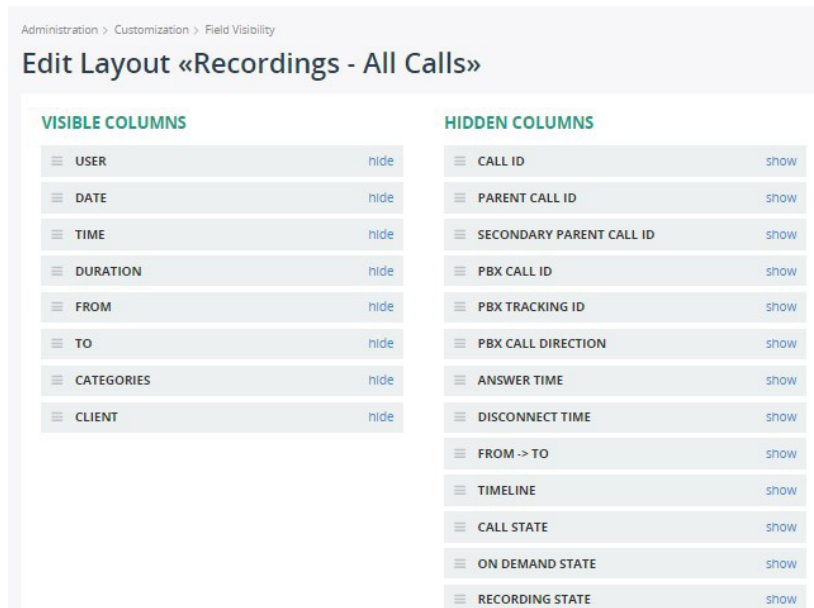 Administration > Customization > Field Visibility
Edit Layout «Recordings - All Calls»
VISIBLE COLUMNS
USER hide
DATE hide
TIME hide
DURATION hide
FROM hide
TO hide
CATEGORIES hide
CLIENT hide
HIDDEN COLUMNS
CALL ID show
PARENT CALL ID show
SECONDARY PARENT CALL ID show
PBX CALL ID show
PBX TRACKING ID show
PBX CALL DIRECTION show
ANSWER TIME show
DISCONNECT TIME show
FROM -> TO show
TIMELINE show
CALL STATE show
ON DEMAND STATE show
RECORDING STATE show